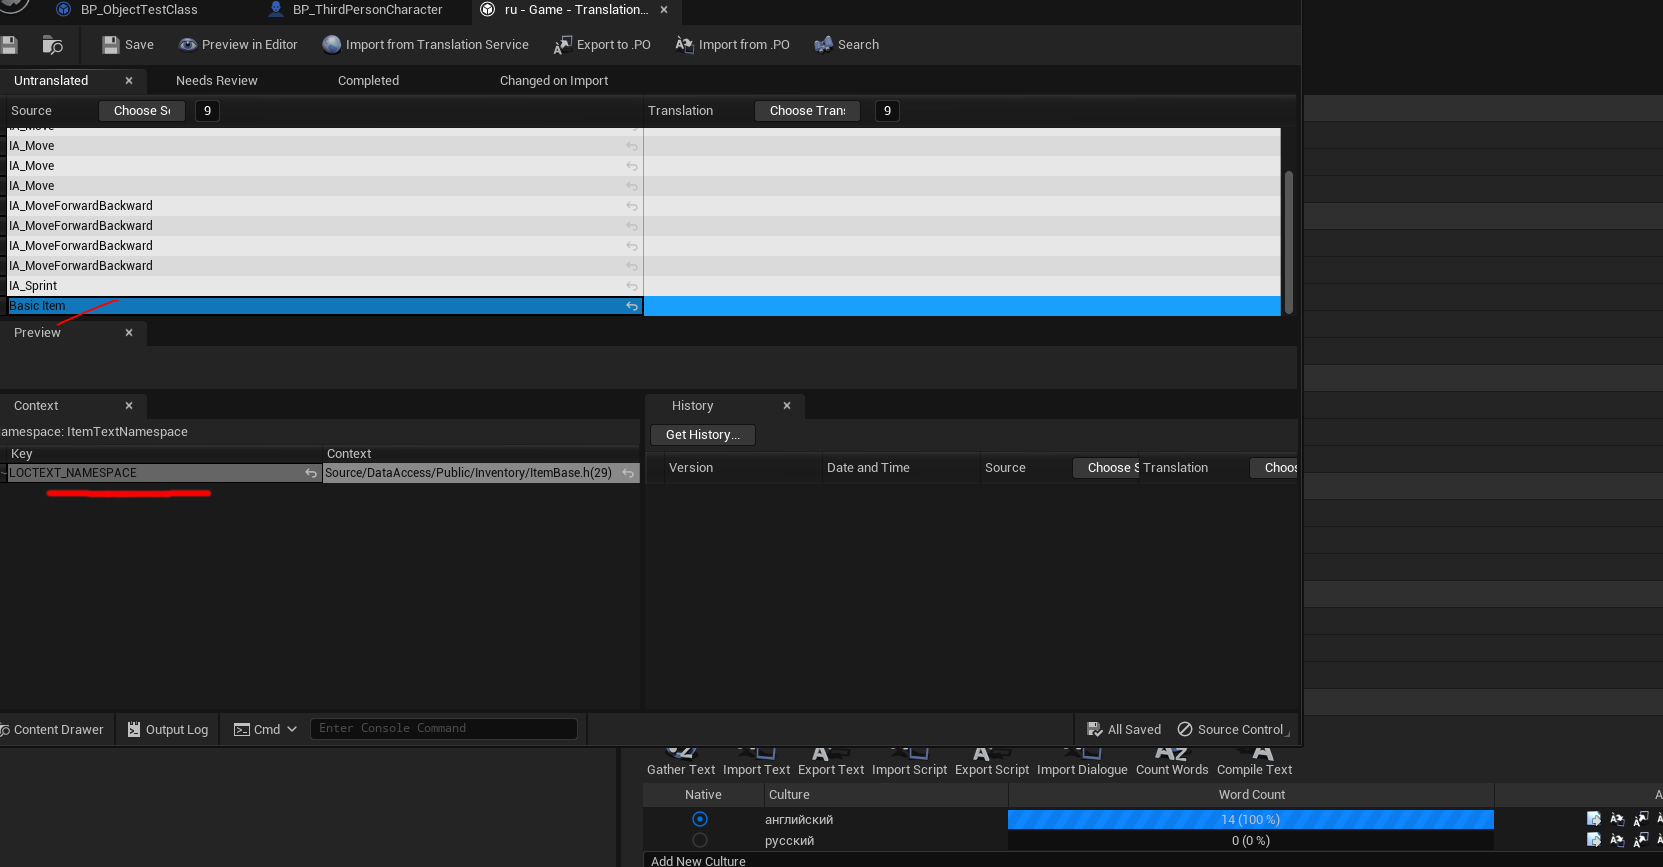 BP_ObjectTestClass BP_ThirdPersonCharacter ru - Game - Translation...
Save Preview in Editor Import from Translation Service Export to .PO Import from .PO Search
Untranslated Needs Review Completed Changed on Import
Source Choose S 9 Translation Choose Trans 9
IA_Move
IA_Move
IA_Move
IA_Move
IA_MoveForwardBackward
IA_MoveForwardBackward
IA_MoveForwardBackward
IA_MoveForwardBackward
IA_Sprint
Basic Item
Preview
Context History
amespace: ItemTextNamespace Get History...
Key Context
Version Date and Time Source Choose S Translation Choos
LOCTEXT_NAMESPACE Source/DataAccess/Public/Inventory/ItemBase.h(29)
Content Drawer Output Log Cmd Enter Console Command All Saved Source Control
Gather Text Import Text Export Text Import Script Export Script Import Dialogue Count Words Compile Text
Native Culture Word Count A
английский 14 (100 %)
русский 0 (0 %)
Add New Culture